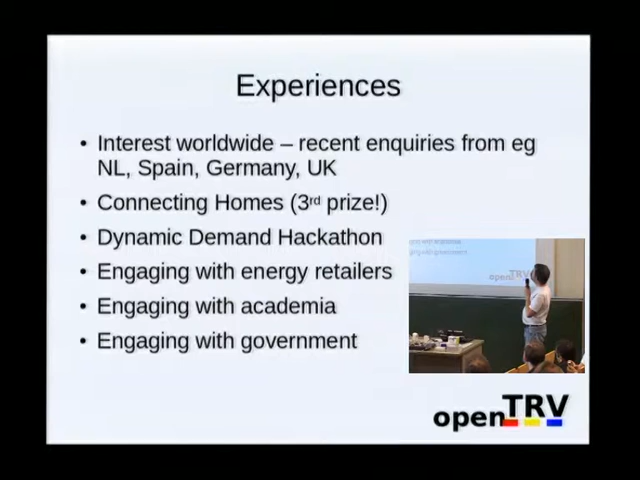 Experiences
• Interest worldwide – recent enquiries from eg
NL, Spain, Germany, UK
• Connecting Homes (3rd prize!)
• Dynamic Demand Hackathon
• Engaging with energy retailers
• Engaging with academia
• Engaging with government
openTRV
openTRV